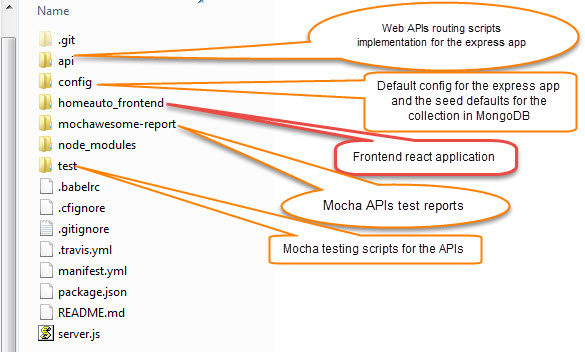 Name
.git
api
config
homeauto_frontend
mochawesome-report
node_modules
test
.babelrc
.cfignore
.gitignore
.travis.yml
manifest.yml
package.json
README.md
server.js
Web APIs routing scripts
implementation for the express app
Default config for the express app
and the seed defaults for the
collection in MongoDB
Frontend react application
Mocha APIs test reports
Mocha testing scripts for the APIs